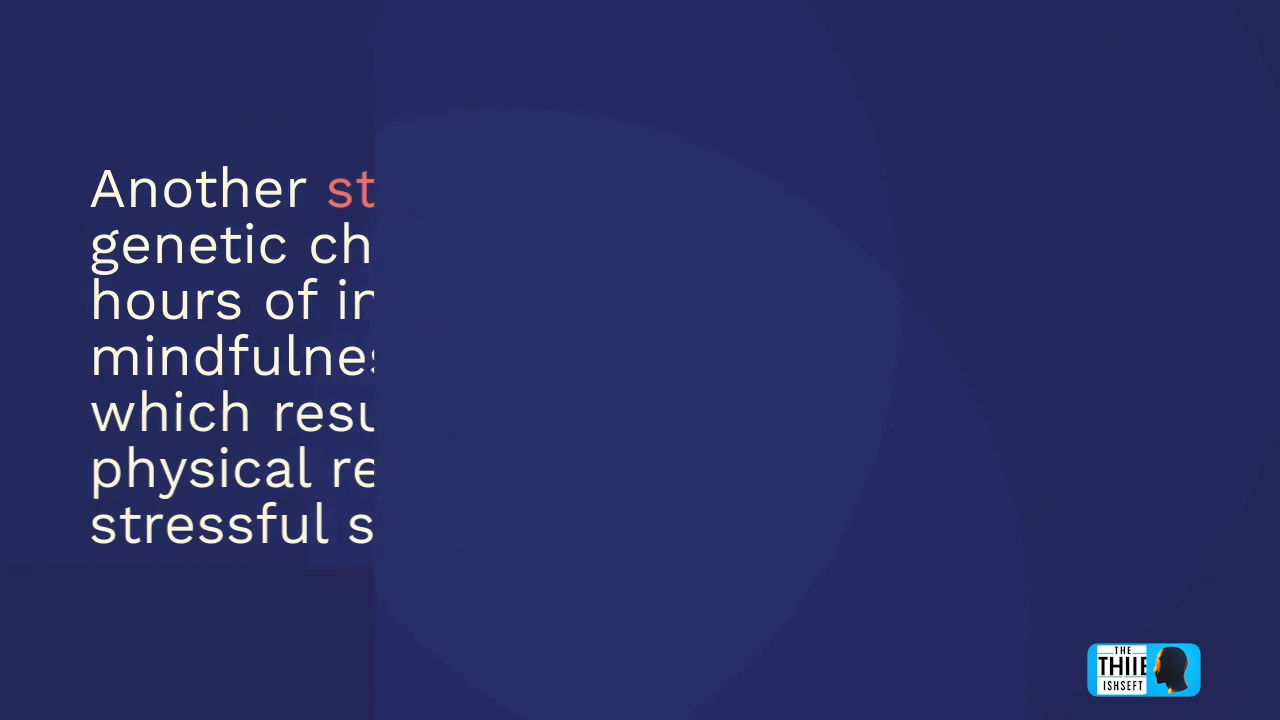 Another st
genetic ch
hours of in
mindfulnes
which resu
physical re
stressful s
THE
THIIE
ISHSEFT